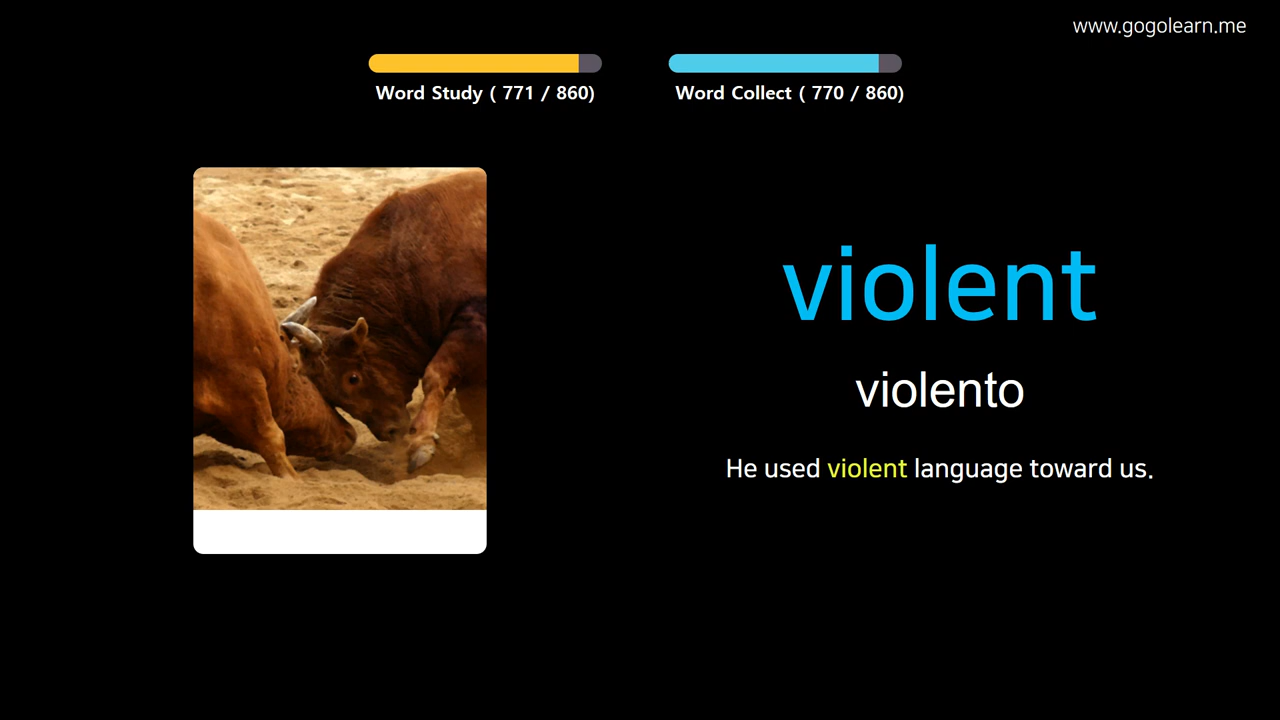 www.gogolearn.me
Word Study ( 771 / 860)
Word Collect ( 770 / 860)
violent
violento
He used violent language toward us.